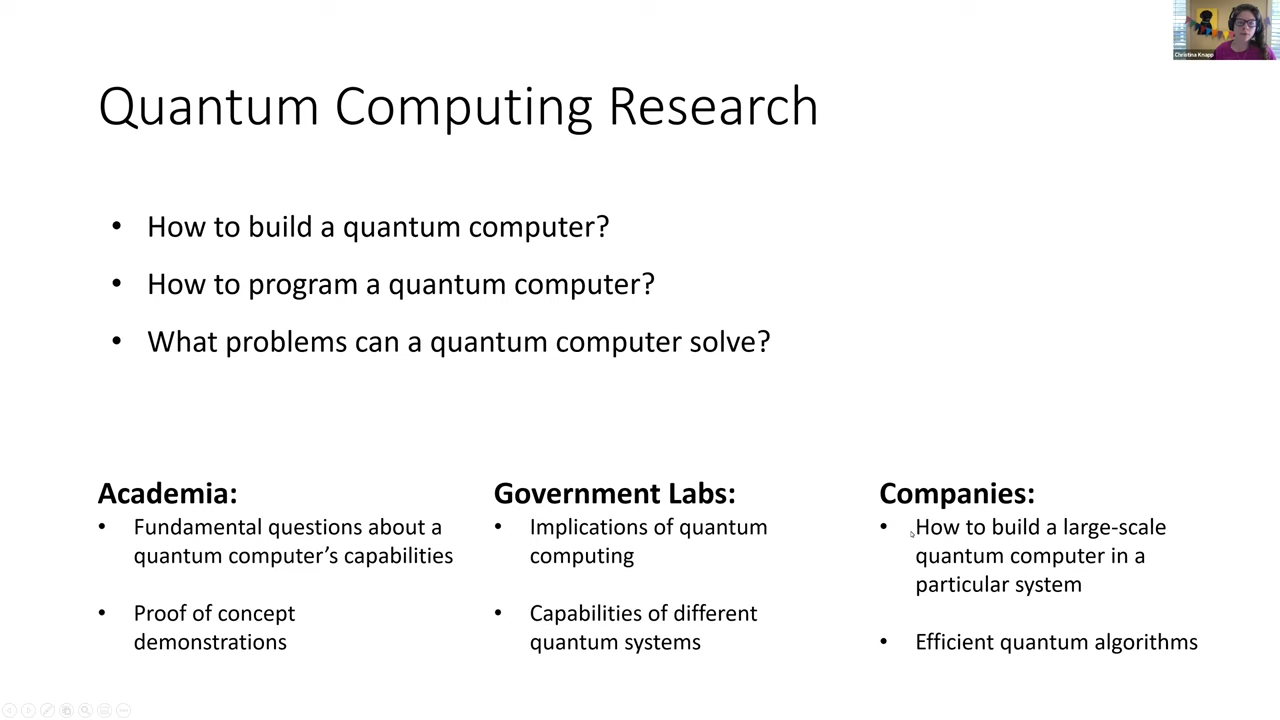 Christina Knapp
Quantum Computing Research
• How to build a quantum computer?
• How to program a quantum computer?
• What problems can a quantum computer solve?
Academia:
• Fundamental questions about a
quantum computer’s capabilities
• Proof of concept
demonstrations
Government Labs:
• Implications of quantum
computing
• Capabilities of different
quantum systems
Companies:
• How to build a large-scale
quantum computer in a
particular system
• Efficient quantum algorithms